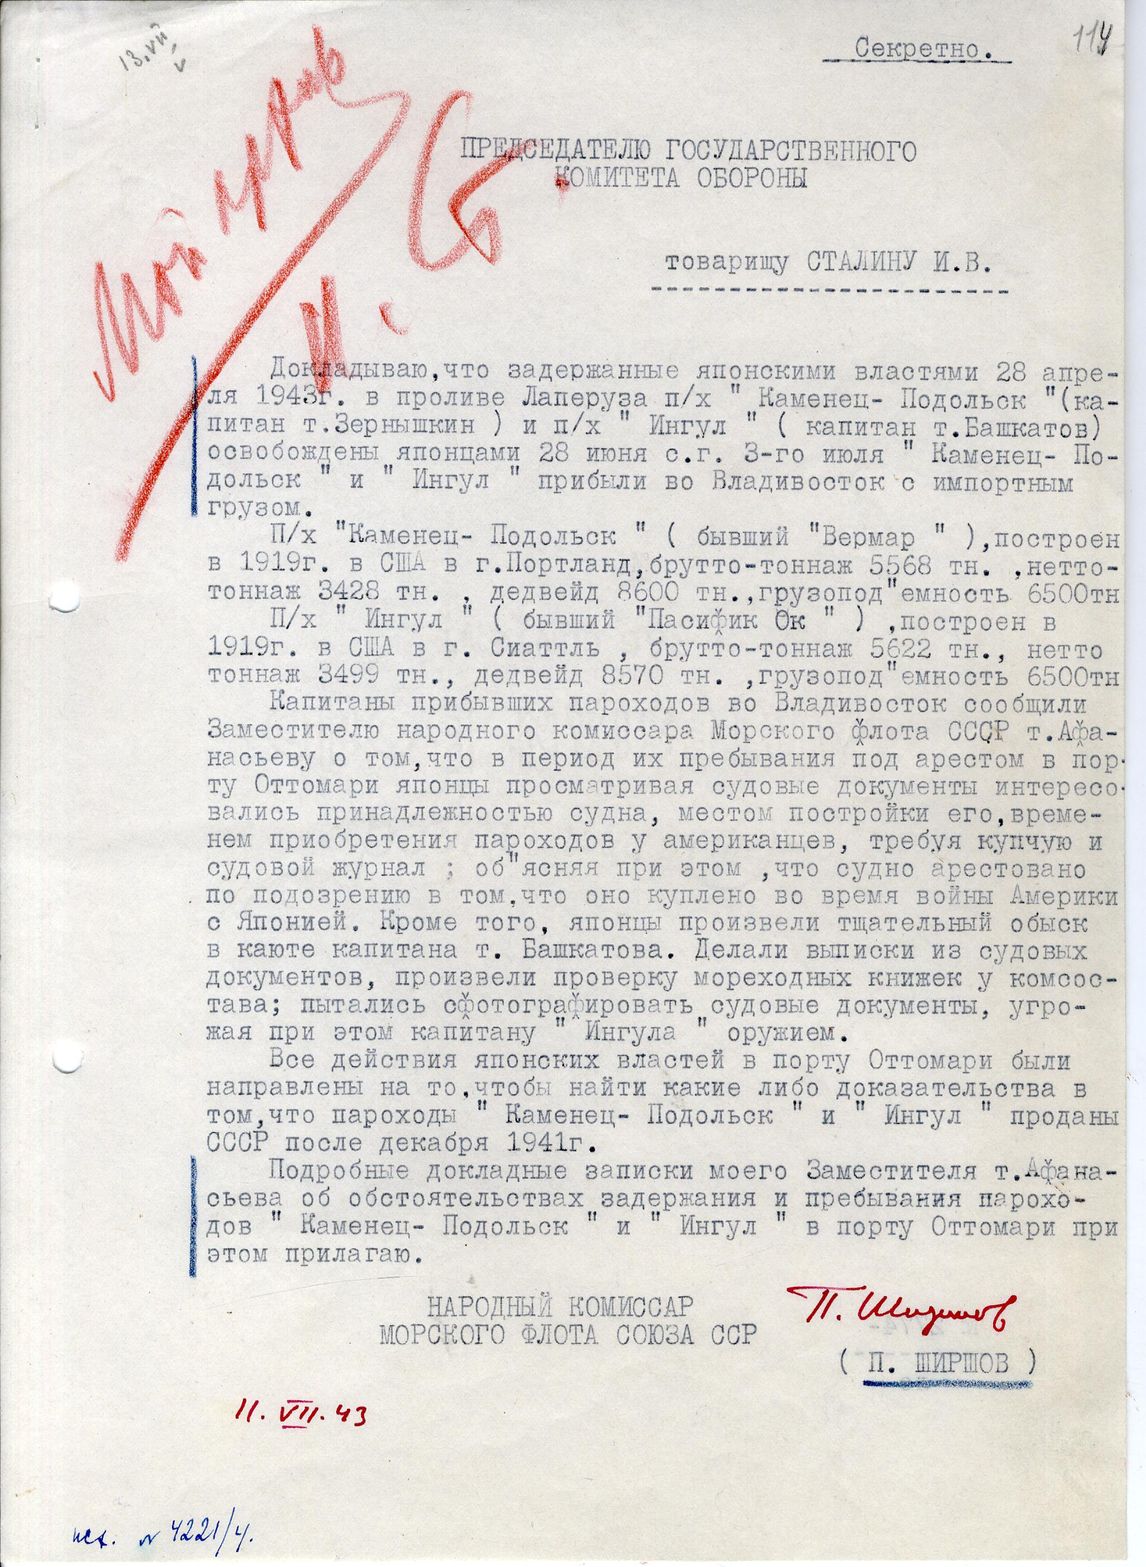 13.VII
114
Секретно.
Мой архив
И. Ст.
ПРЕДСЕДАТЕЛЮ ГОСУДАРСТВЕННОГО
КОМИТЕТА ОБОРОНЫ
товарищу СТАЛИНУ И.В.
Докладываю,что задержанные японскими властями 28 апре-
ля 1943г. в проливе Лаперуза п/х " Каменец- Подольск "(ка-
питан т.Зернышкин ) и п/х " Ингул " ( капитан т.Башкатов)
освобождены японцами 28 июня с.г. 3-го июля " Каменец- По-
дольск " и " Ингул " прибыли во Владивосток с импортным
грузом.
П/х "Каменец- Подольск " ( бывший "Вермар " ),построен
в 1919г. в США в г.Портланд,брутто-тоннаж 5568 тн. ,нетто-
тоннаж 3428 тн. , дедвейд 8600 тн.,грузопод"емность 6500тн
П/х " Ингул " ( бывший "Пасифик Ок " ) ,построен в
1919г. в США в г. Сиаттль , брутто-тоннаж 5622 тн., нетто
тоннаж 3499 тн., дедвейд 8570 тн. ,грузопод"емность 6500тн
Капитаны прибывших пароходов во Владивосток сообщили
Заместителю народного комиссара Морского флота СССР т.Афа-
насьеву о том,что в период их пребывания под арестом в пор-
ту Оттомари японцы просматривая судовые документы интересо-
вались принадлежностью судна, местом постройки его,време-
нем приобретения пароходов у американцев, требуя купчую и
судовой журнал ; об"ясняя при этом ,что судно арестовано
по подозрению в том,что оно куплено во время войны Америки
с Японией. Кроме того, японцы произвели тщательный обыск
в каюте капитана т. Башкатова. Делали выписки из судовых
документов, произвели проверку мореходных книжек у комсос-
тава; пытались сфотографировать судовые документы, угро-
жая при этом капитану " Ингула " оружием.
Все действия японских властей в порту Оттомари были
направлены на то,чтобы найти какие либо доказательства в
том,что пароходы " Каменец- Подольск " и " Ингул " проданы
СССР после декабря 1941г.
Подробные докладные записки моего Заместителя т.Афана-
сьева об обстоятельствах задержания и пребывания парохо-
дов " Каменец- Подольск " и " Ингул " в порту Оттомари при
этом прилагаю.
НАРОДНЫЙ КОМИССАР
МОРСКОГО ФЛОТА СОЮЗА ССР
П. Ширшов
( П. ШИРШОВ )
11.VII.43
исх. № 4221/4.